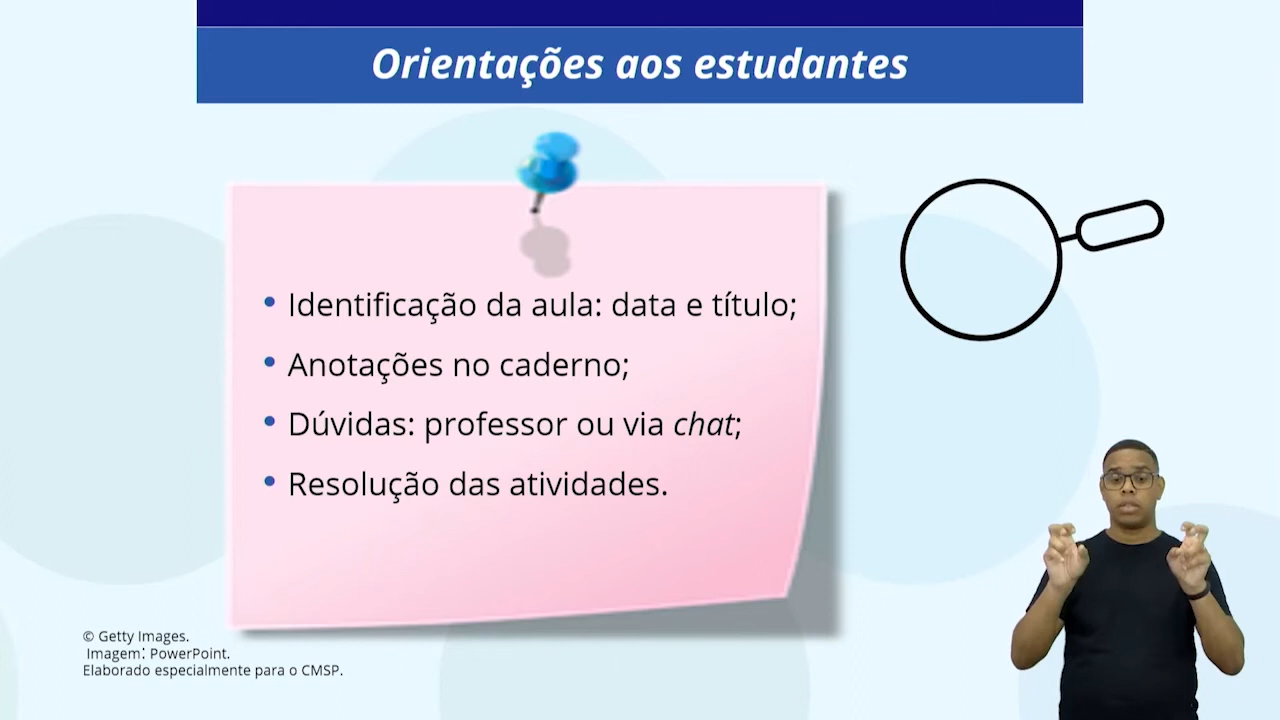 Orientações aos estudantes
• Identificação da aula: data e título;
• Anotações no caderno;
• Dúvidas: professor ou via chat;
• Resolução das atividades.
© Getty Images.
Imagem: PowerPoint.
Elaborado especialmente para o CMSP.